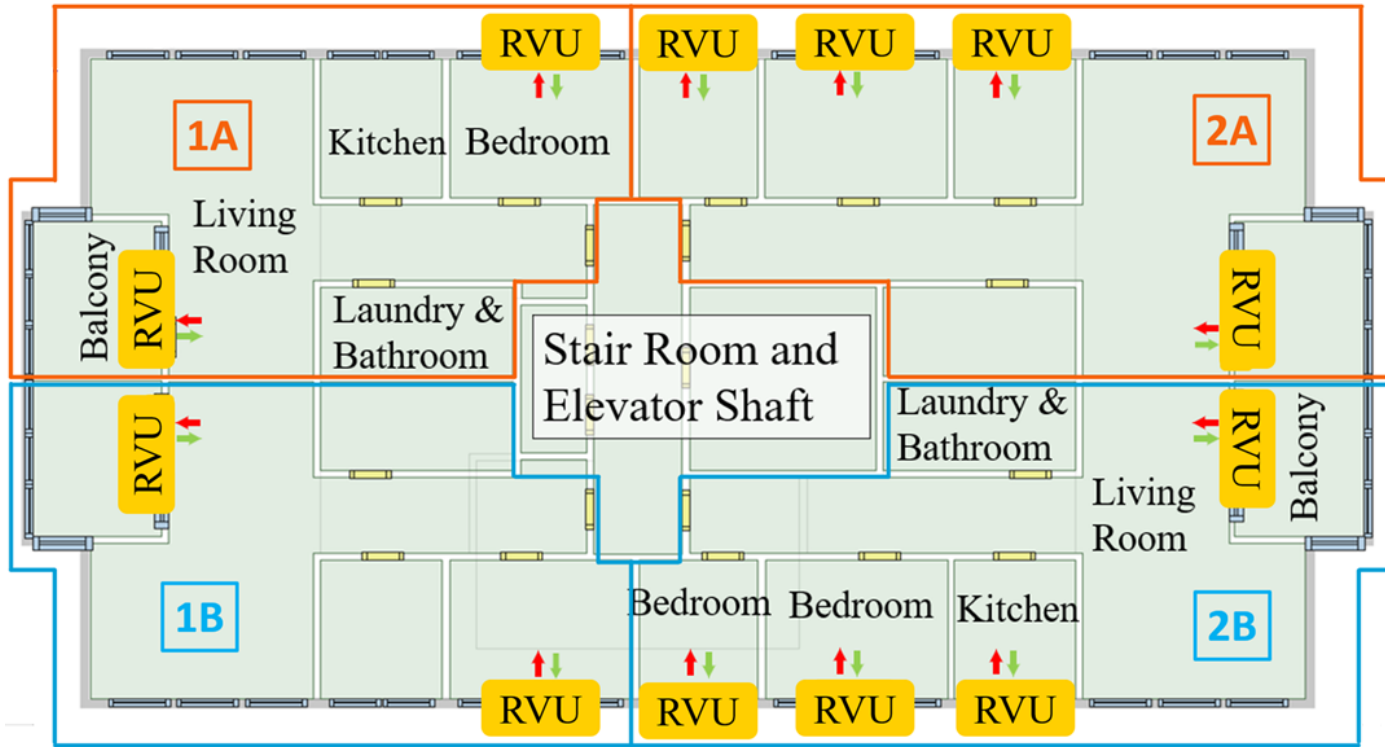 RVU
RVU
RVU
RVU
1A
Kitchen
Bedroom
2A
Living
Room
Balcony
RVU
RVU
Laundry &
Bathroom
Stair Room and
Elevator Shaft
RVU
Laundry &
Bathroom
RVU
Balcony
Living
Room
1B
Bedroom
Bedroom
Kitchen
2B
RVU
RVU
RVU
RVU